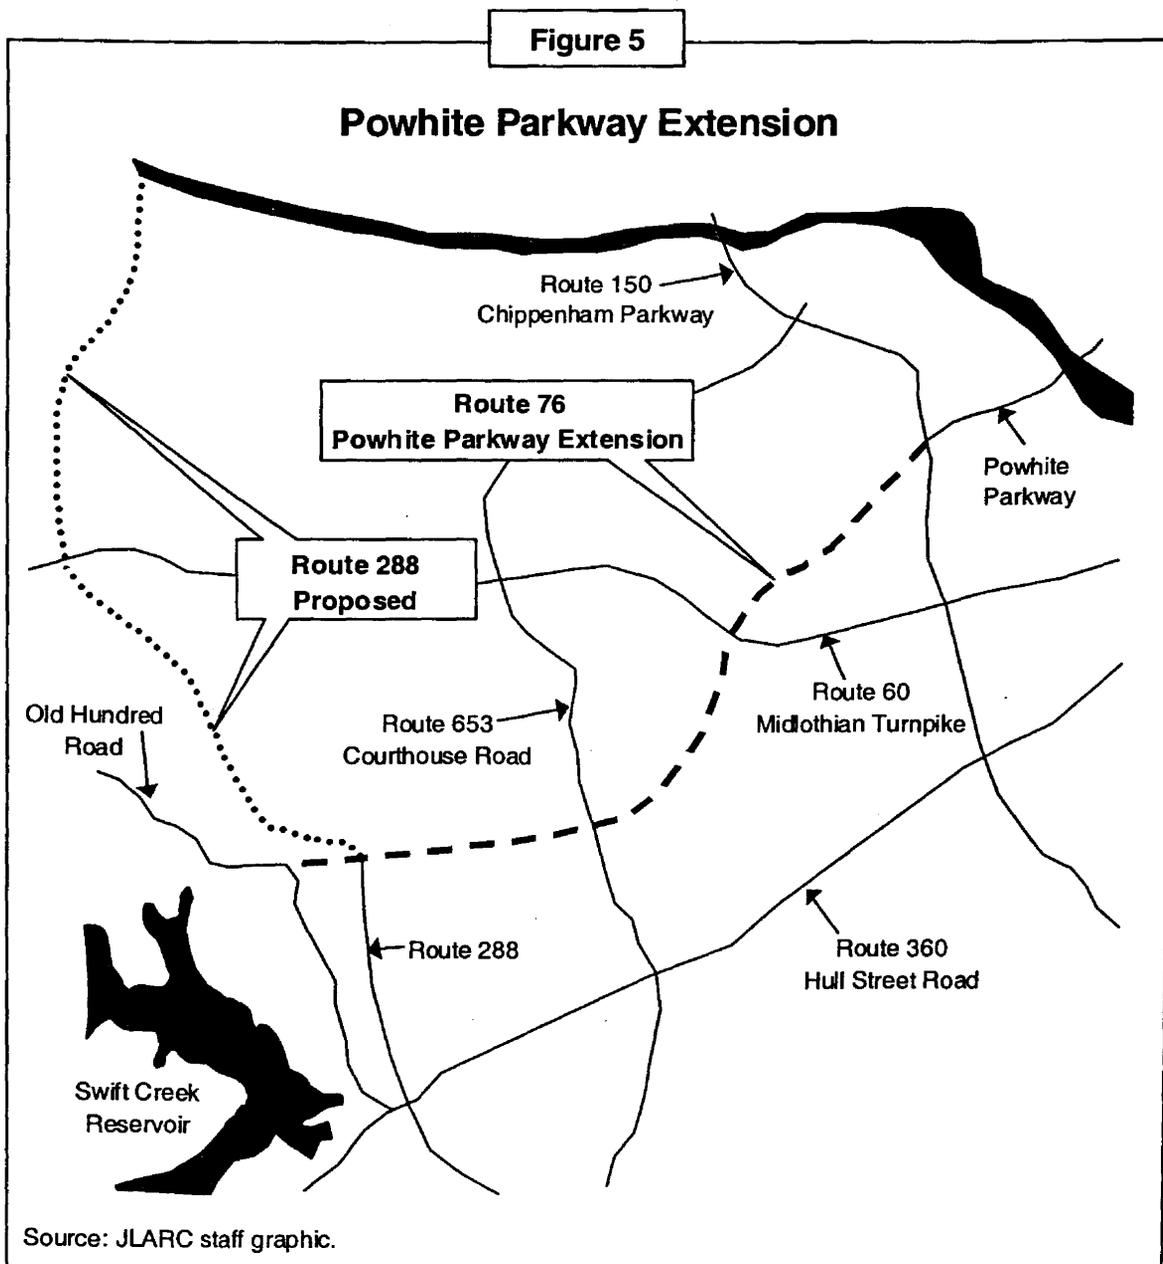 Figure 5
Powhite Parkway Extension
Route 150
Chippenham Parkway
Route 76
Powhite Parkway Extension
Powhite
Parkway
Route 288
Proposed
Route 60
Midlothian Turnpike
Old Hundred
Road
Route 653
Courthouse Road
Route 288
Route 360
Hull Street Road
Swift Creek
Reservoir
Source: JLARC staff graphic.